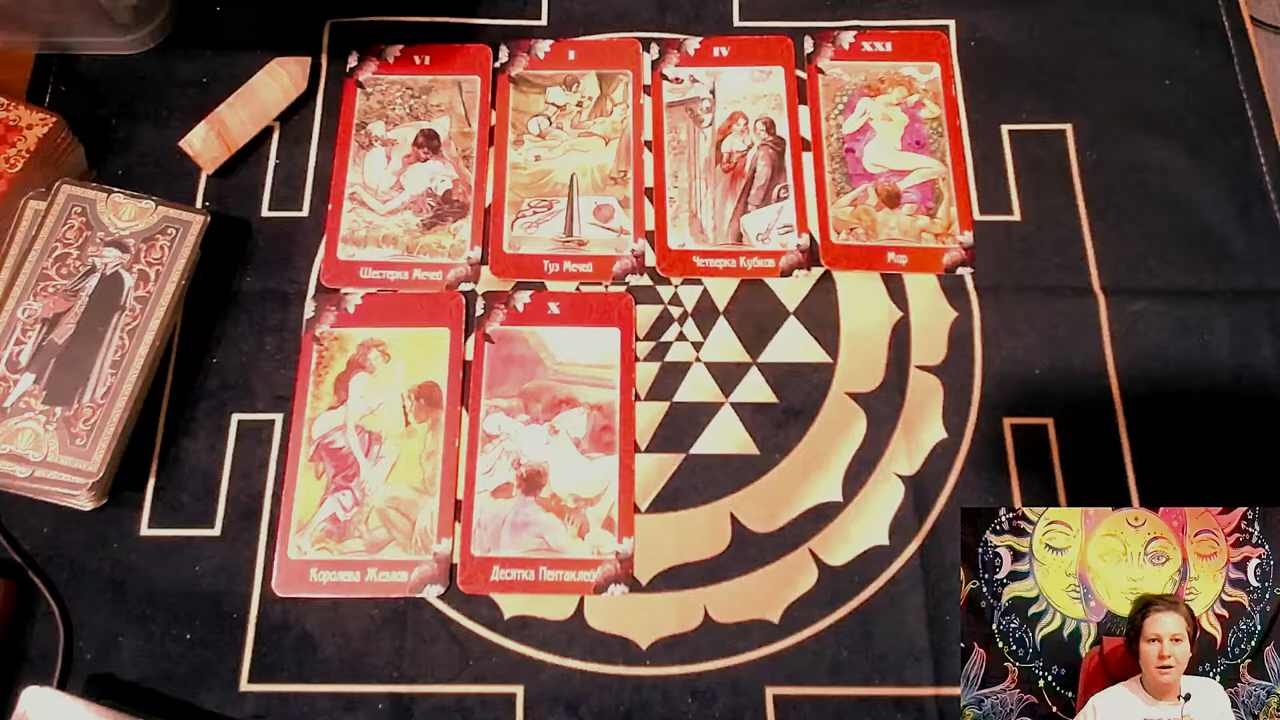 VI
Шестерка Мечей
I
Туз Мечей
IV
Четверка Кубков
XXI
Мир
Королева Жезлов
X
Десятка Пентаклей